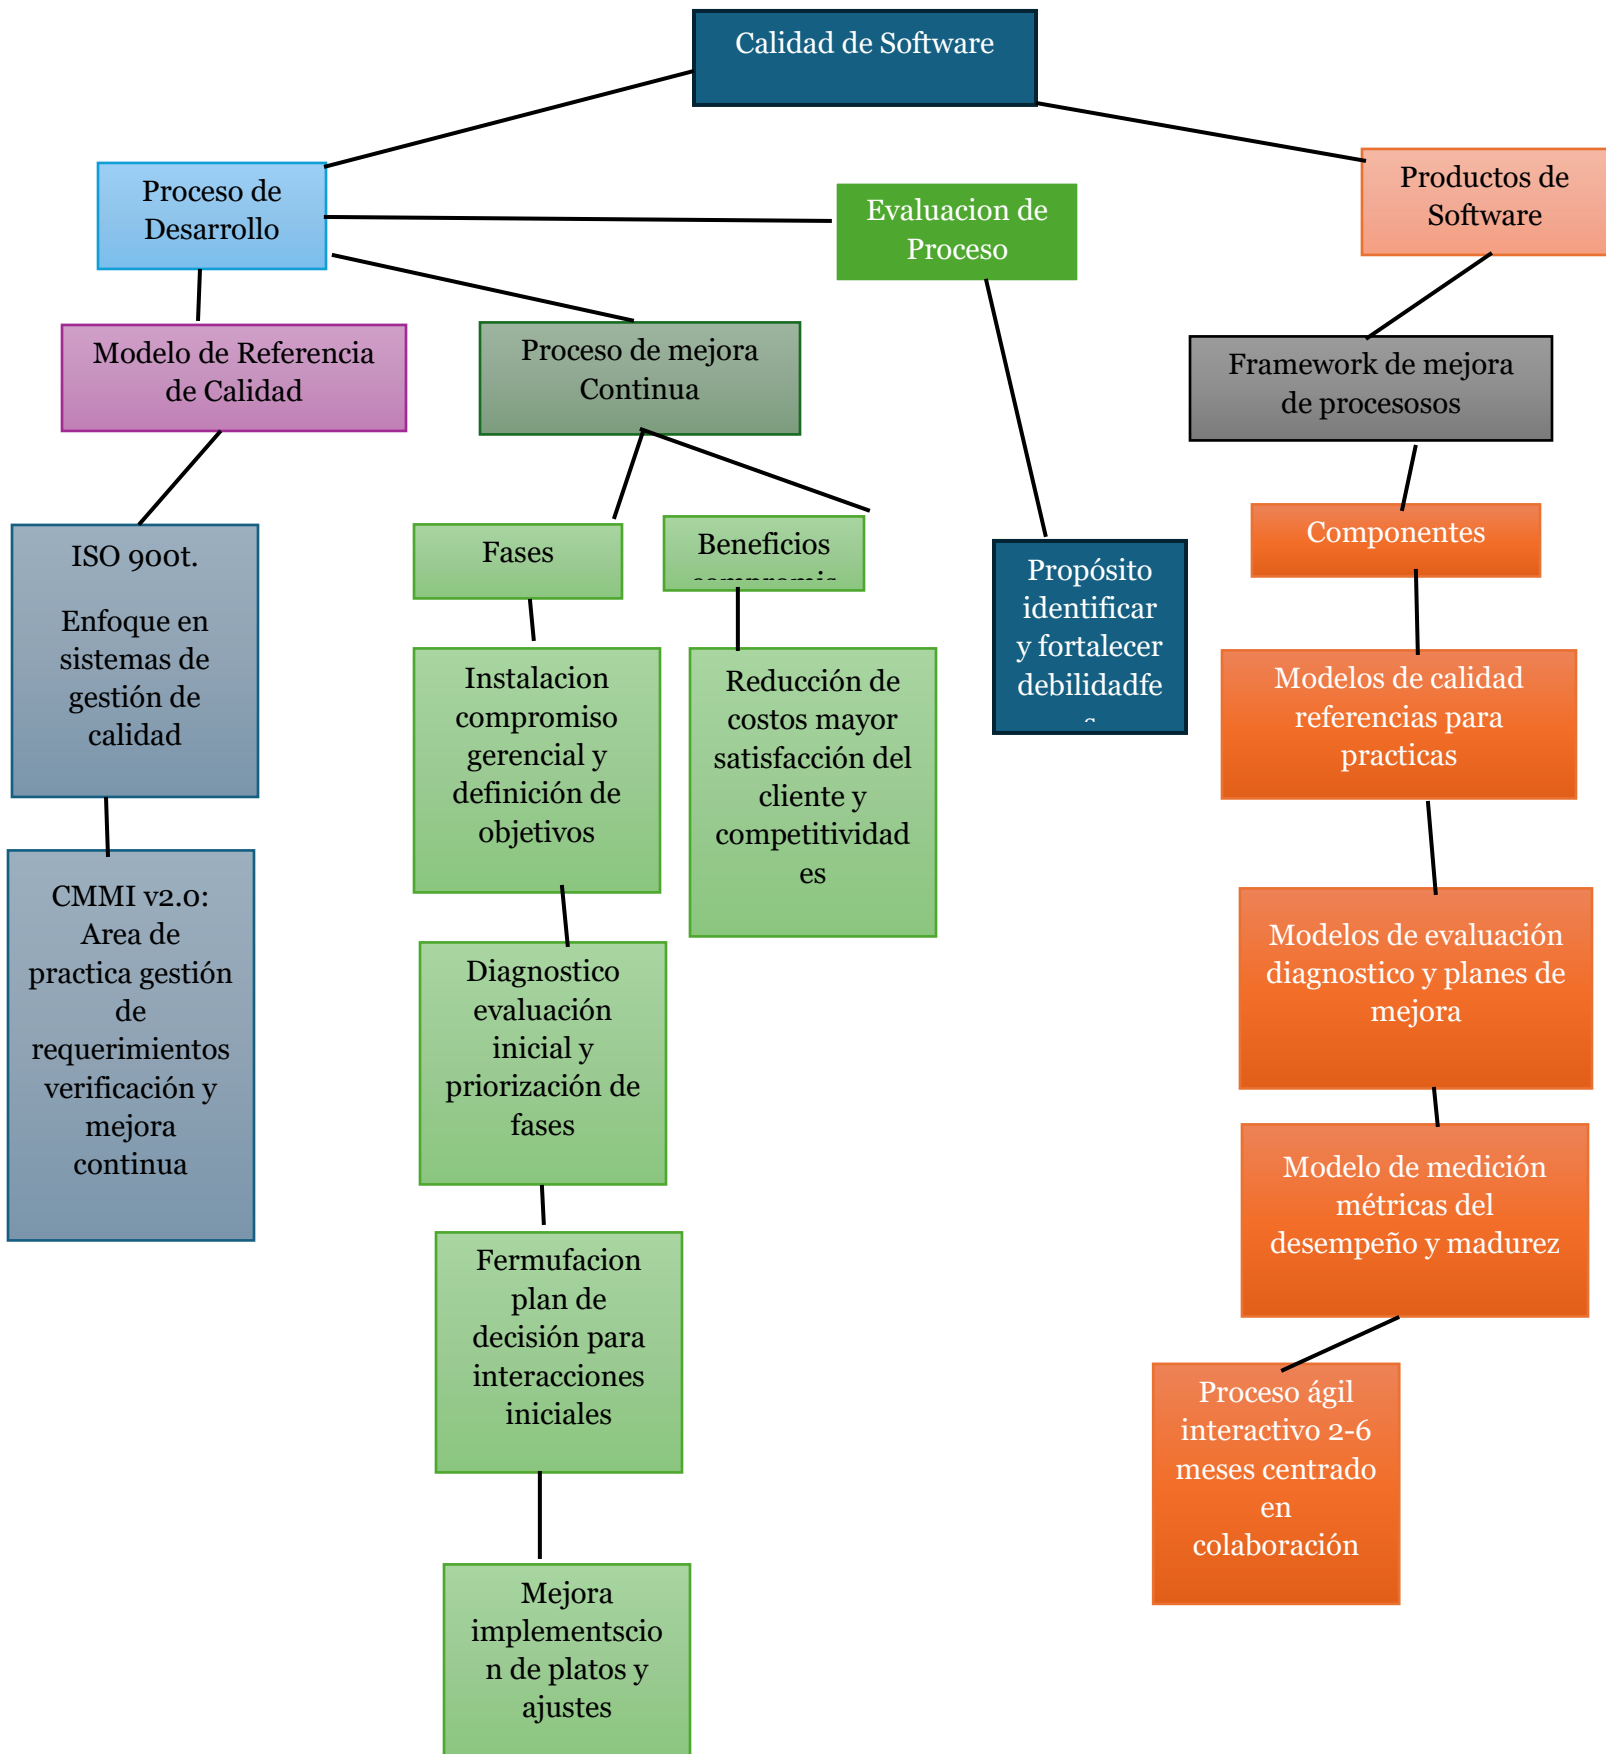 Calidad de Software
Proceso de
Desarrollo
Evaluacion de
Proceso
Productos de
Software
Modelo de Referencia
de Calidad
Proceso de mejora
Continua
Framework de mejora
de procesosos
ISO 900t.
Enfoque en
sistemas de
gestión de
calidad
CMMI v2.0:
Area de
practica gestión
de
requerimientos
verificación y
mejora
continua
Fases
Instalacion
compromiso
gerencial y
definición de
objetivos
Diagnostico
evaluación
inicial y
priorización de
fases
Fermufacion
plan de
decisión para
interacciones
iniciales
Mejora
implementscio
n de platos y
ajustes
Beneficios
Reducción de
costos mayor
satisfacción del
cliente y
competitividad
es
Propósito
identificar
y fortalecer
debilidadfe
Componentes
Modelos de calidad
referencias para
practicas
Modelos de evaluación
diagnostico y planes de
mejora
Modelo de medición
métricas del
desempeño y madurez
Proceso ágil
interactivo 2-6
meses centrado
en
colaboración